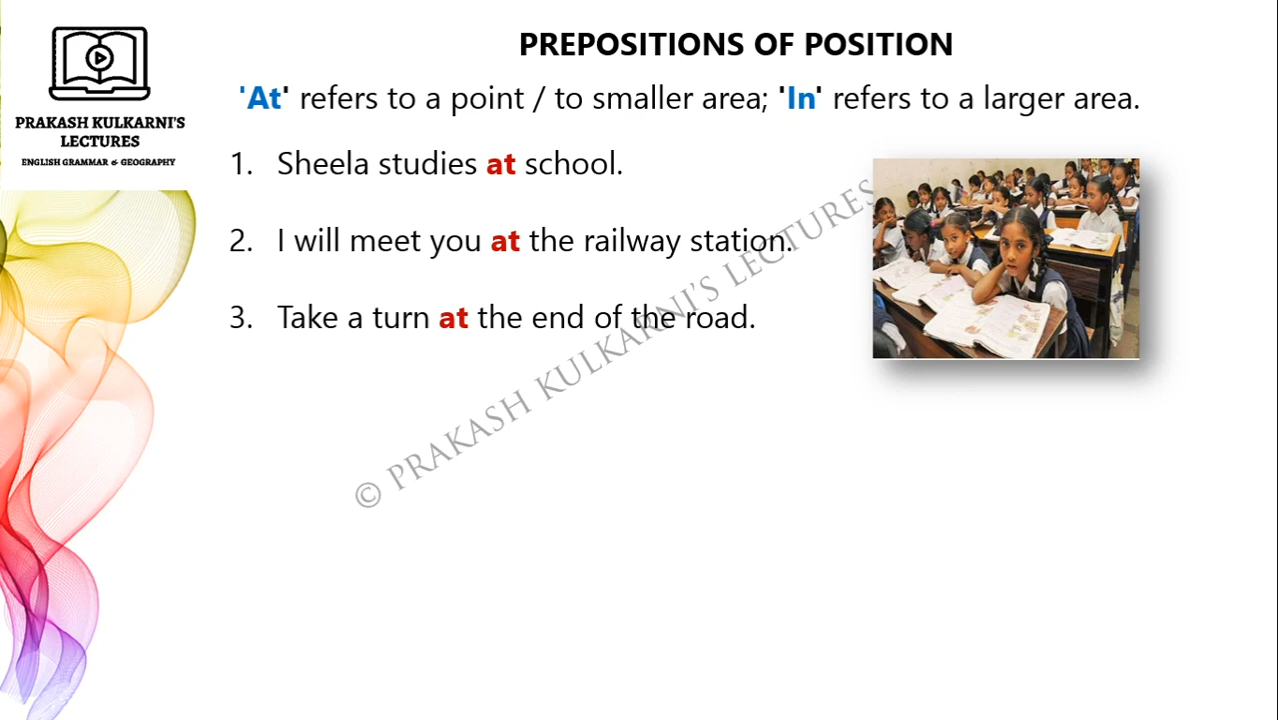 PREPOSITIONS OF POSITION
'At' refers to a point / to smaller area; 'In' refers to a larger area.
PRAKASH KULKARNI'S
LECTURES
ENGLISH GRAMMAR & GEOGRAPHY
1. Sheela studies at school.
2. I will meet you at the railway station.
3. Take a turn at the end of the road.
© PRAKASH KULKARNI'S LECTURES